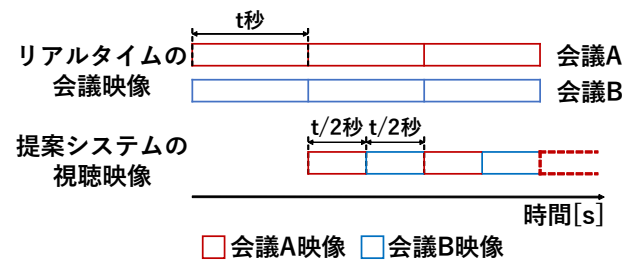 t秒
リアルタイムの
会議映像
会議A
会議B
t/2秒 t/2秒
提案システムの
視聴映像
時間[s]
会議A映像 会議B映像